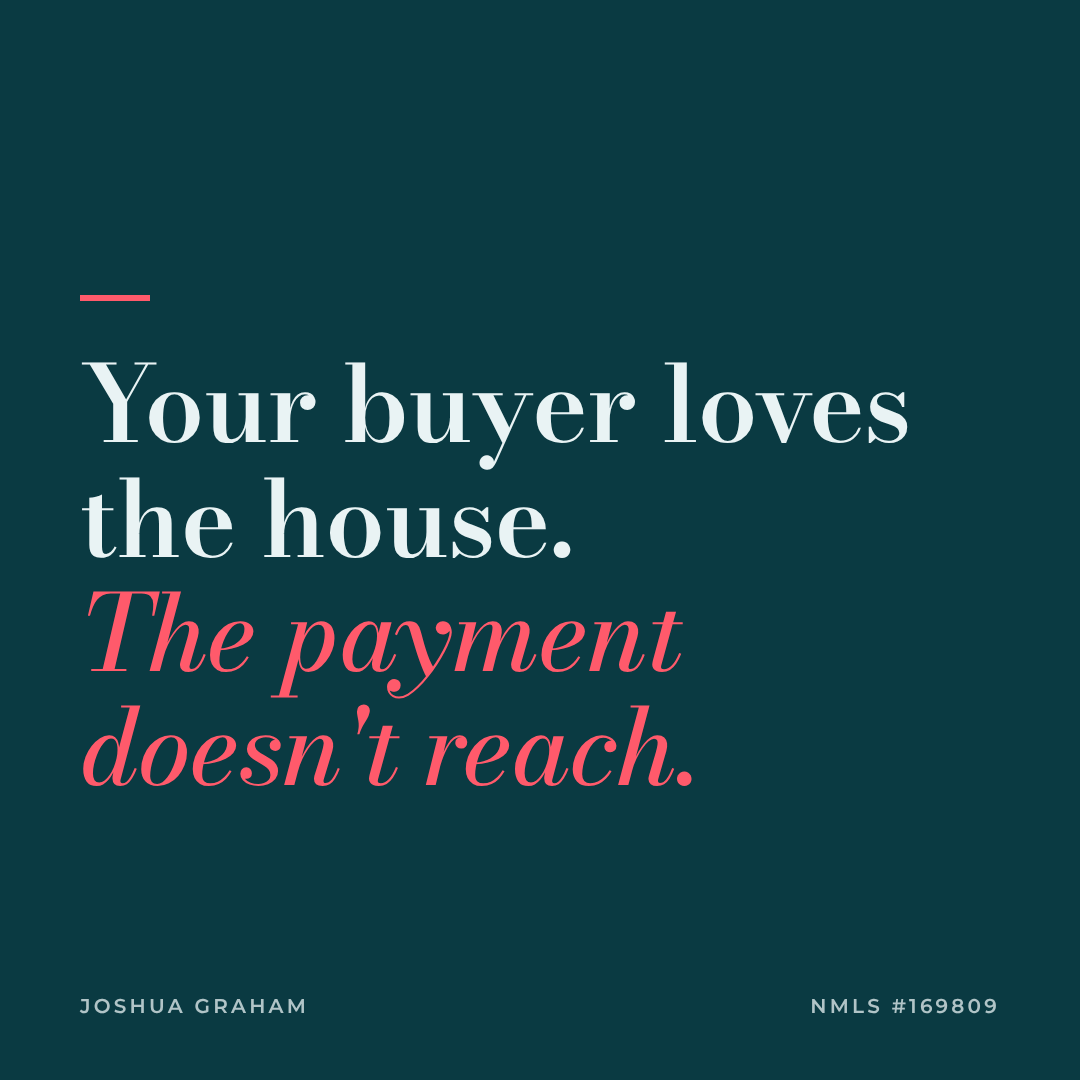 Your buyer loves
the house.
The payment
doesn't reach.
JOSHUA GRAHAM
NMLS #169809